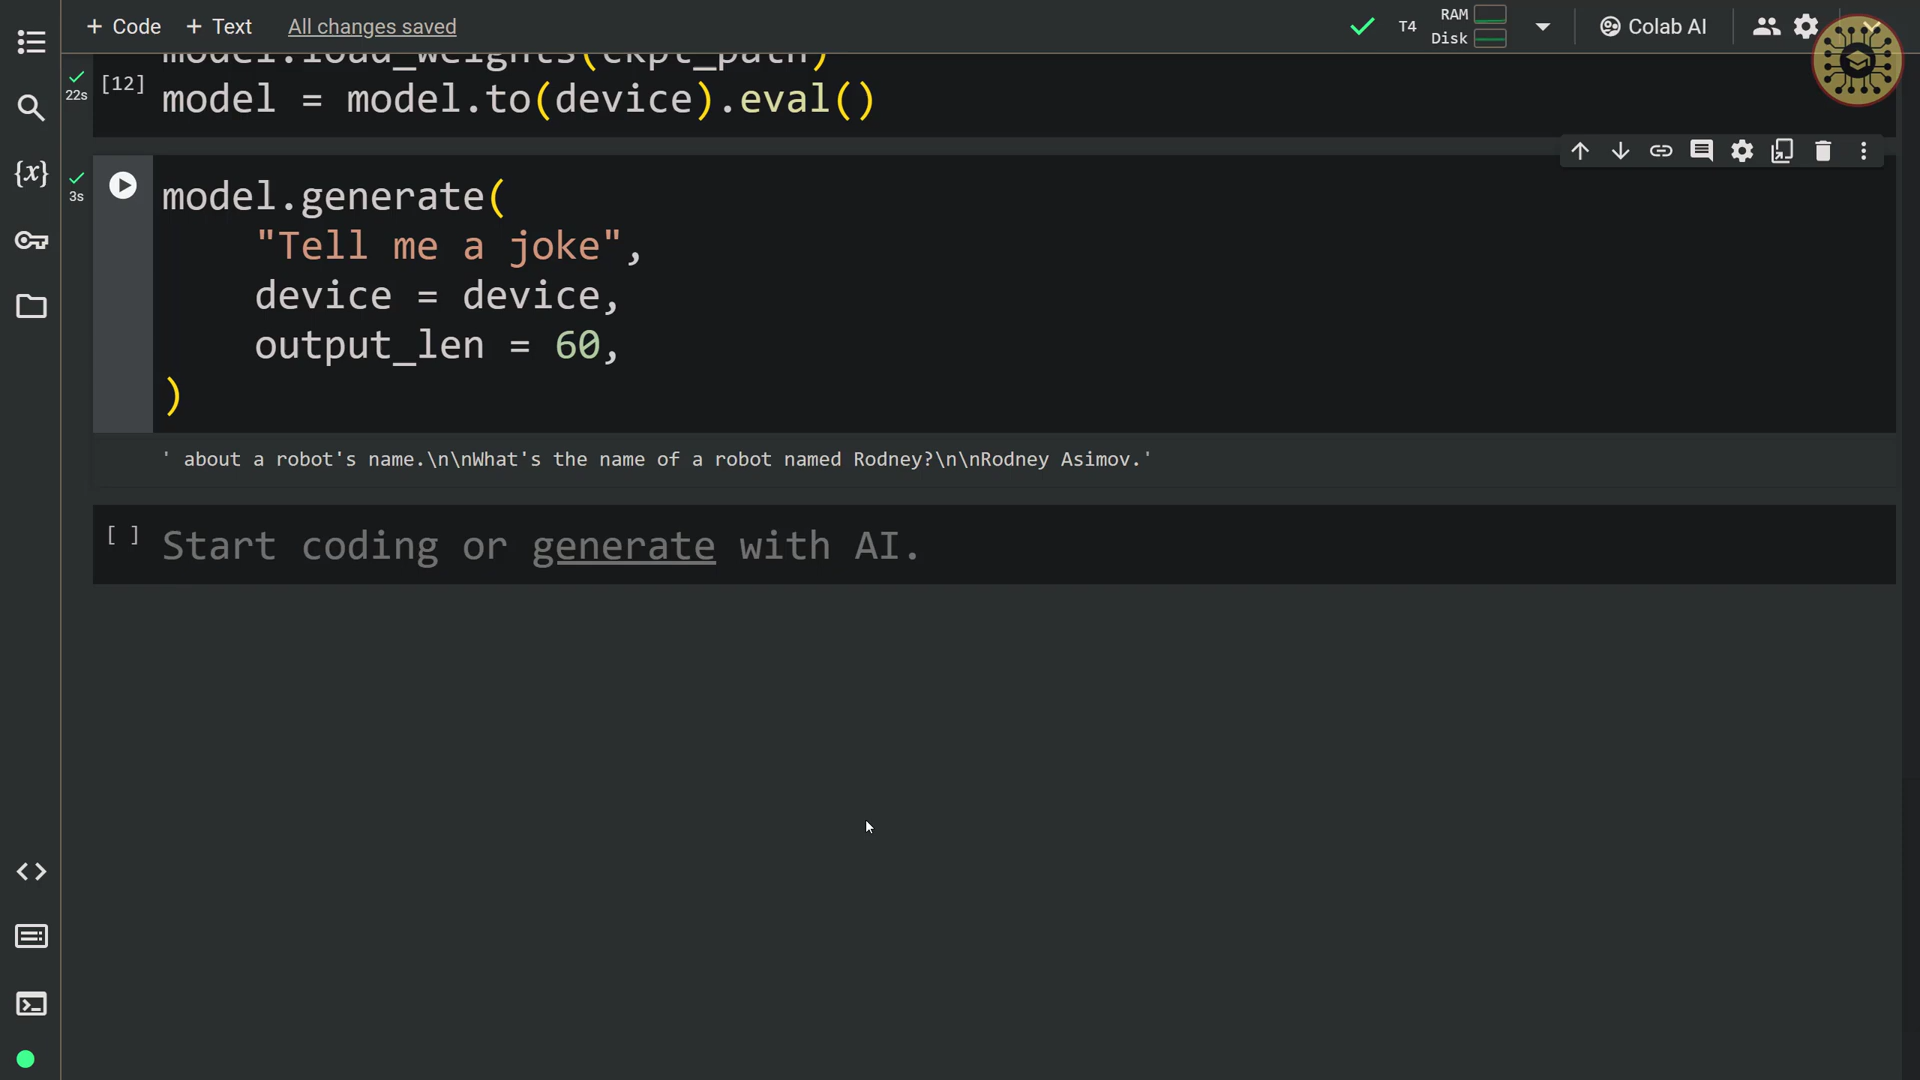 + Code + Text All changes saved T4 RAM Disk Colab AI
model.load_weights(ckpt_path)
22s [12] model = model.to(device).eval()
3s model.generate(
"Tell me a joke",
device = device,
output_len = 60,
)
' about a robot's name.\n\nWhat's the name of a robot named Rodney?\n\nRodney Asimov.'
[ ] Start coding or generate with AI.
{x}